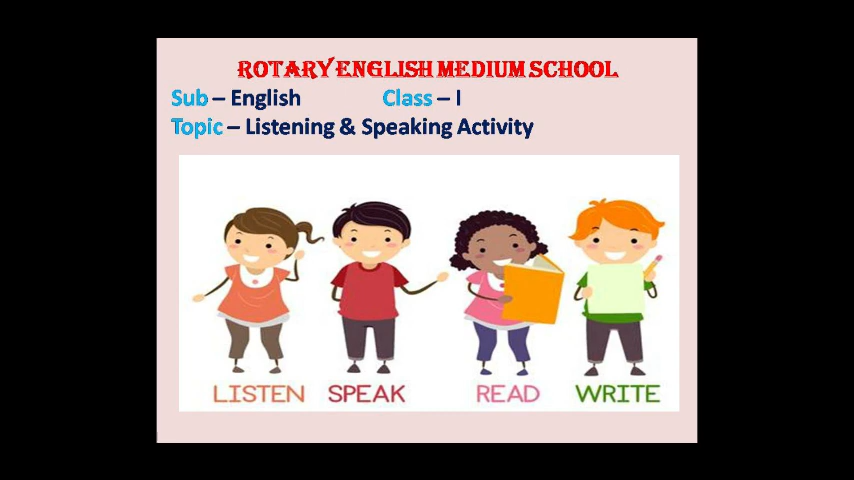 ROTARY ENGLISH MEDIUM SCHOOL
Sub – English Class – I
Topic – Listening & Speaking Activity
LISTEN SPEAK READ WRITE